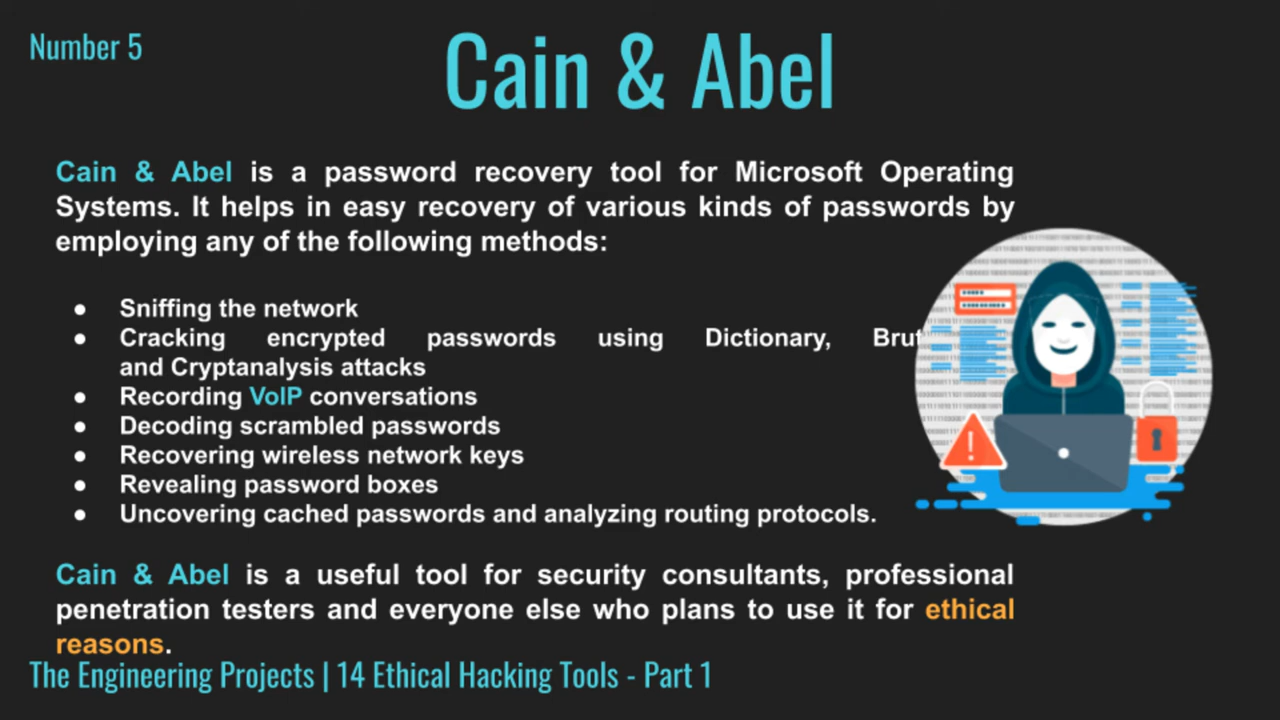 Number 5
Cain & Abel
Cain & Abel is a password recovery tool for Microsoft Operating
Systems. It helps in easy recovery of various kinds of passwords by
employing any of the following methods:
● Sniffing the network
● Cracking encrypted passwords using Dictionary,
and Cryptanalysis attacks
● Recording VoIP conversations
● Decoding scrambled passwords
● Recovering wireless network keys
● Revealing password boxes
● Uncovering cached passwords and analyzing routing protocols.
Cain & Abel is a useful tool for security consultants, professional
penetration testers and everyone else who plans to use it for ethical
reasons.
The Engineering Projects | 14 Ethical Hacking Tools - Part 1